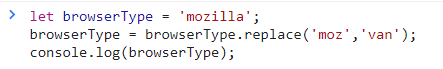 let browserType = 'mozilla';
browserType = browserType.replace('moz','van');
console.log(browserType);